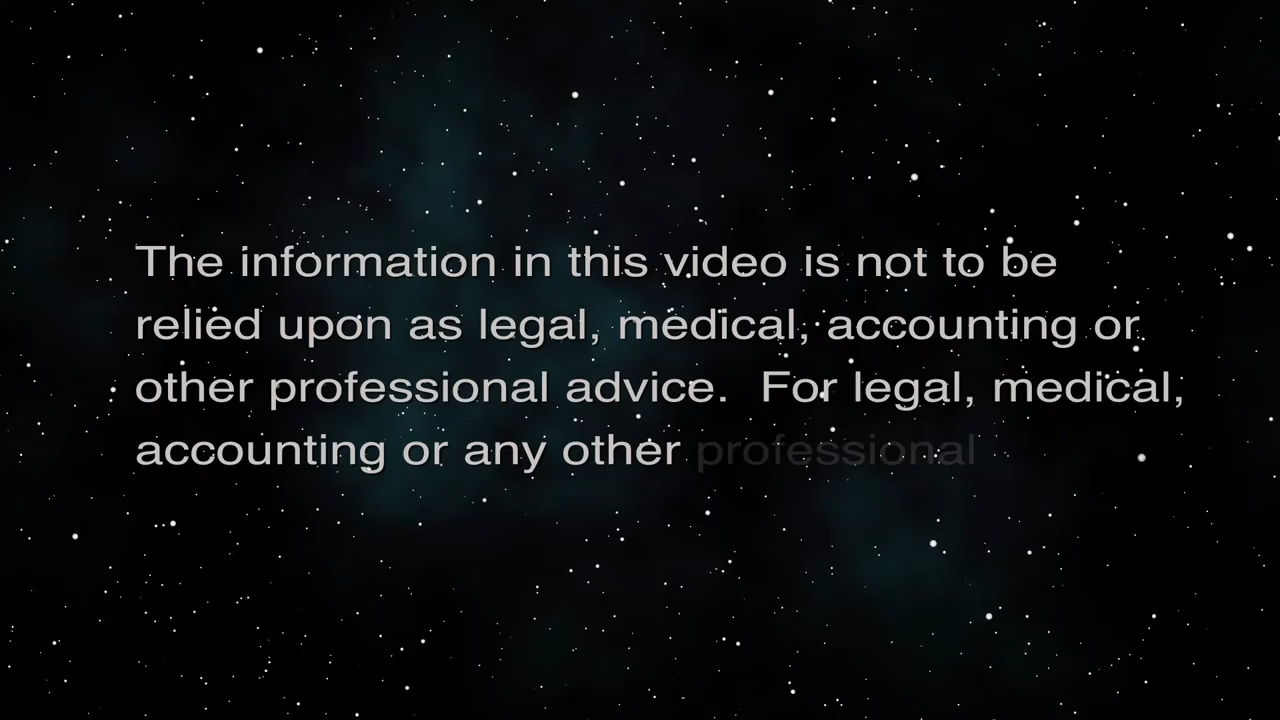 The information in this video is not to be
relied upon as legal, medical, accounting or
other professional advice.  For legal, medical,
accounting or any other professional